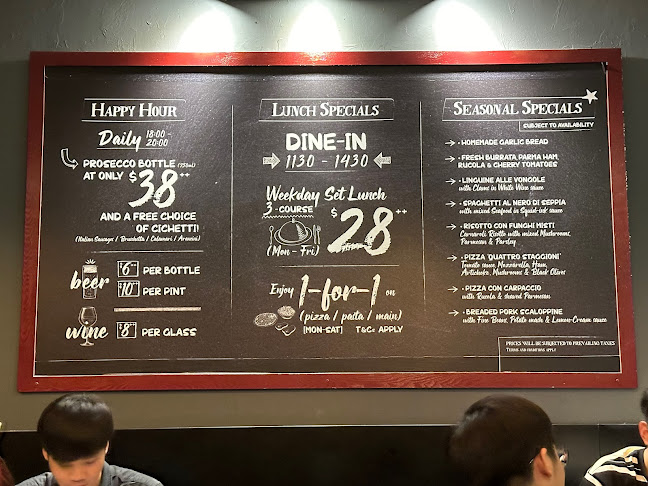 HAPPY HOUR
Daily 18:00 - 20:00
PROSECCO BOTTLE
AT ONLY $38++
AND A FREE CHOICE
OF CICHETTI!
(Italian Sausage / Bruschetta / Calamari / Arancini)
beer $6++ PER BOTTLE
$10++ PER PINT
wine $8++ PER GLASS
LUNCH SPECIALS
DINE-IN
1130 - 1430
Weekday Set Lunch
3-COURSE
$28++
(Mon - Fri)
Enjoy 1-for-1 on
(pizza / pasta / main)
[MON-SAT] T&Cs APPLY
SEASONAL SPECIALS
SUBJECT TO AVAILABILITY
• HOMEMADE GARLIC BREAD
• FRESH BURRATA, PARMA HAM,
RUCOLA & CHERRY TOMATOES
• LINGUINE ALLE VONGOLE
with Clams in White Wine sauce
• SPAGHETTI AL NERO DI SEPPIA
with mixed Seafood in Squid-ink sauce
• RISOTTO CON FUNGHI MISTI
Carnaroli Risotto with mixed Mushrooms,
Parmesan & Parsley
• PIZZA 'QUATTRO STAGGIONI'
Tomato sauce, Mozzarella, Ham,
Artichoke, Mushrooms & Black Olives
• PIZZA CON CARPACCIO
with Rucola & shaved Parmesan
• BREADED PORK SCALOPPINE
with Fine Beans, Potato mash & Lemon-Cream sauce
PRICES WILL BE SUBJECTED TO PREVAILING TAXES
TERMS AND CONDITIONS APPLY